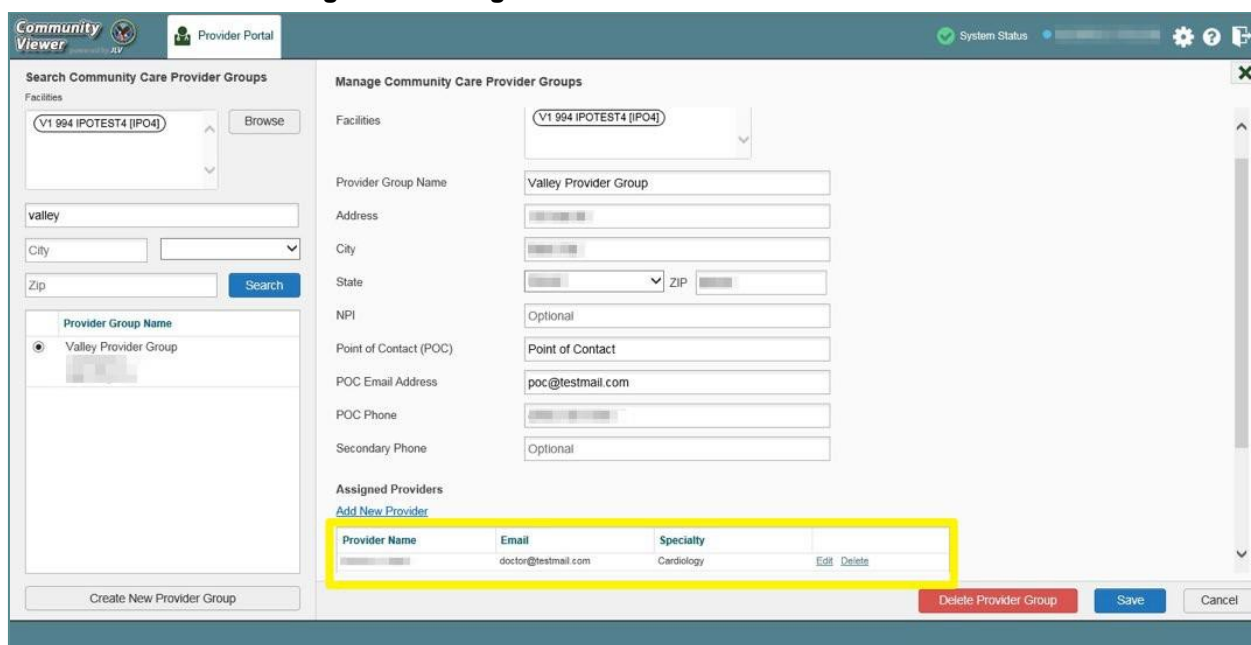 Community
Viewer powered by JLV
Provider Portal
System Status
Search Community Care Provider Groups
Facilities
V1 994 IPOTEST4 [IPO4]
Browse
valley
City
Zip
Search
Provider Group Name
Valley Provider Group
Create New Provider Group
Manage Community Care Provider Groups
Facilities
V1 994 IPOTEST4 [IPO4]
Provider Group Name
Valley Provider Group
Address
City
State
ZIP
NPI
Optional
Point of Contact (POC)
Point of Contact
POC Email Address
poc@testmail.com
POC Phone
Secondary Phone
Optional
Assigned Providers
Add New Provider
Provider Name Email Specialty
doctor@testmail.com Cardiology Edit Delete
Delete Provider Group
Save
Cancel